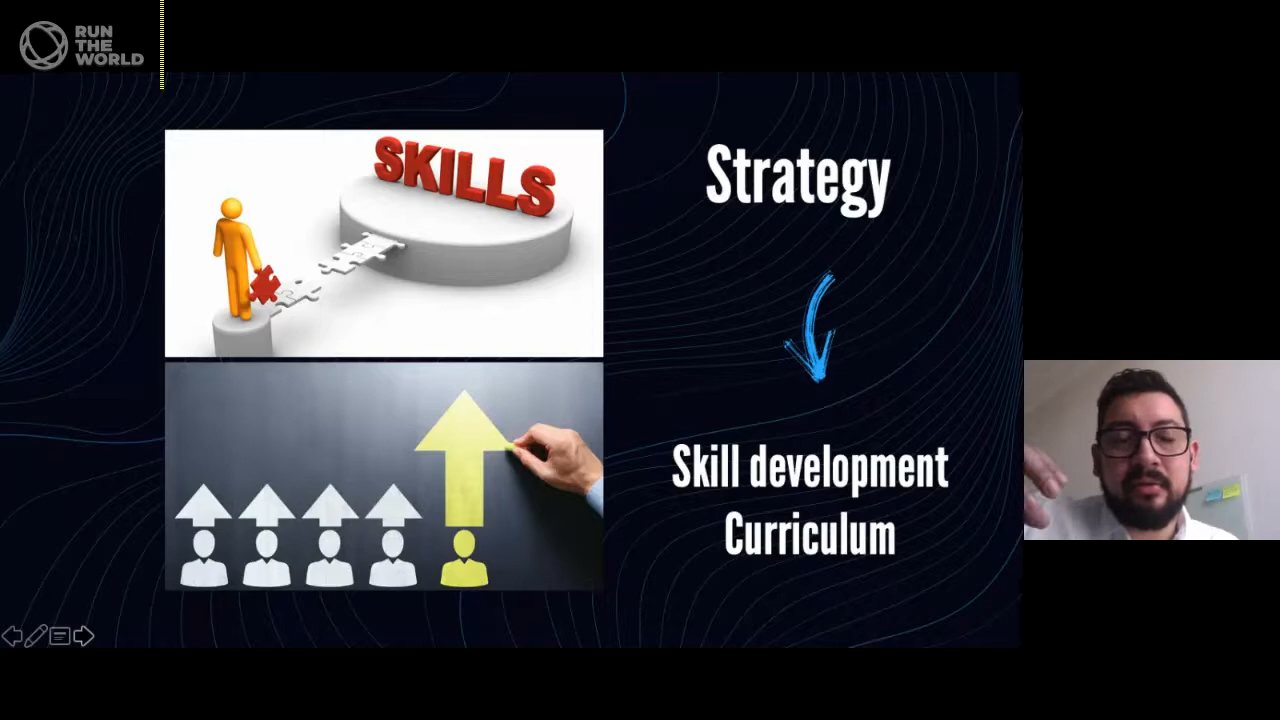 RUN
THE
WORLD
SKILLS
Strategy
Skill development
Curriculum